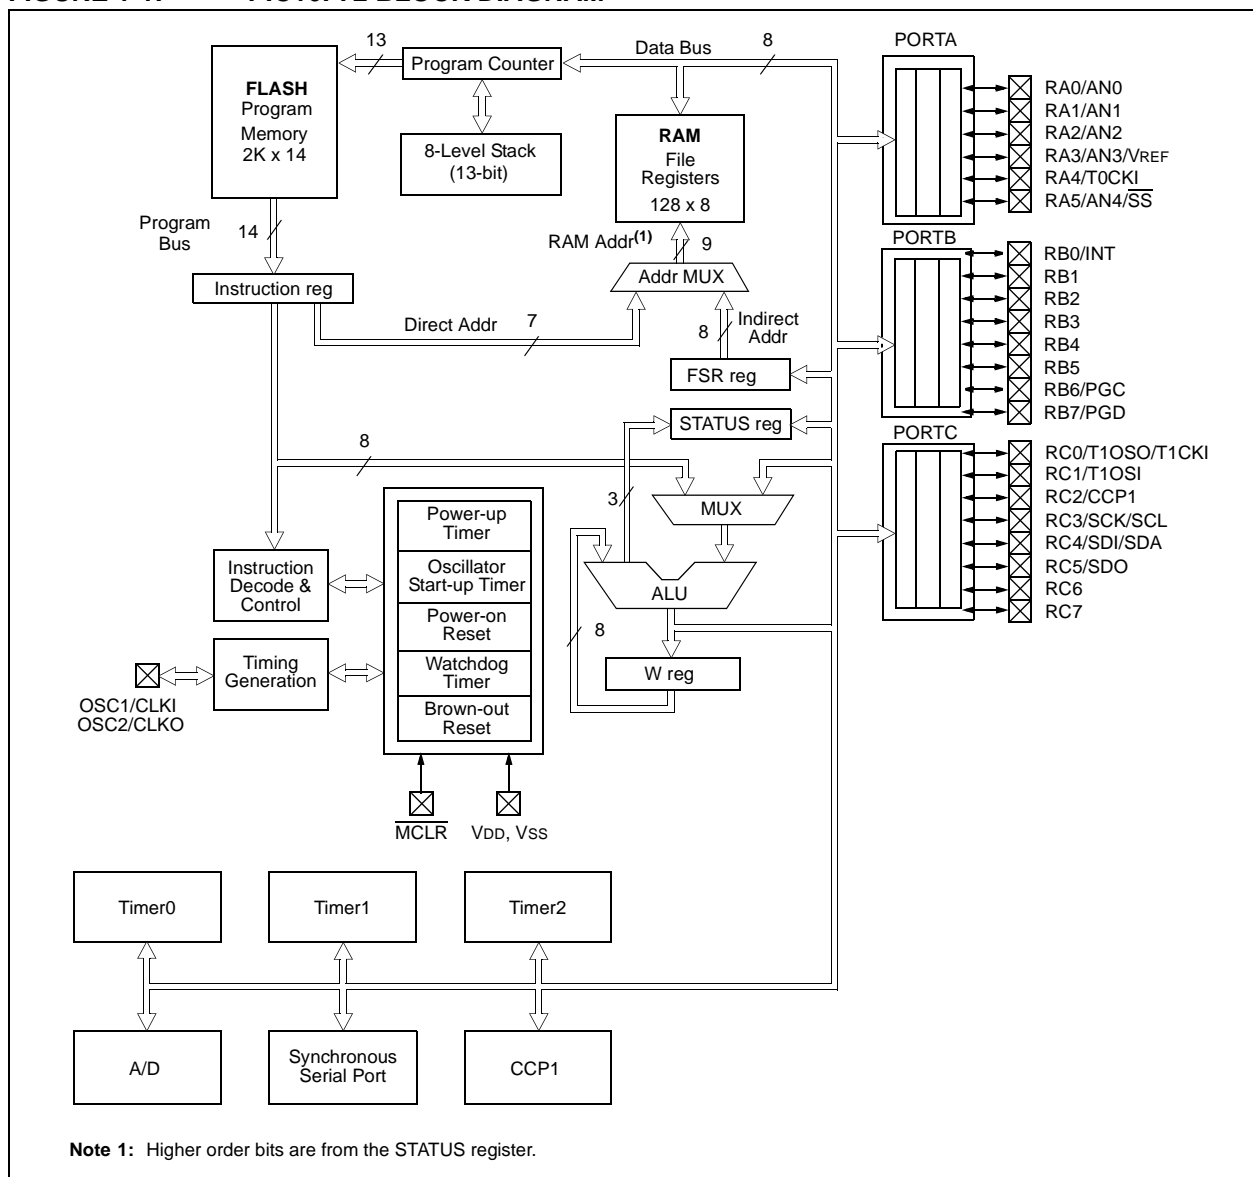 13
Data Bus
8
PORTA
Program Counter
FLASH
Program
Memory
2K x 14
8-Level Stack
(13-bit)
RAM
File
Registers
128 x 8
RA0/AN0
RA1/AN1
RA2/AN2
RA3/AN3/VREF
RA4/T0CKI
RA5/AN4/SS
Program
Bus
14
RAM Addr(1)
9
PORTB
Instruction reg
Addr MUX
Direct Addr
7
8
Indirect
Addr
FSR reg
RB0/INT
RB1
RB2
RB3
RB4
RB5
RB6/PGC
RB7/PGD
STATUS reg
PORTC
8
3
MUX
RC0/T1OSO/T1CKI
RC1/T1OSI
RC2/CCP1
RC3/SCK/SCL
RC4/SDI/SDA
RC5/SDO
RC6
RC7
Power-up
Timer
Oscillator
Start-up Timer
Power-on
Reset
Watchdog
Timer
Brown-out
Reset
Instruction
Decode &
Control
ALU
8
W reg
Timing
Generation
OSC1/CLKI
OSC2/CLKO
MCLR
VDD, VSS
Timer0
Timer1
Timer2
A/D
Synchronous
Serial Port
CCP1
Note 1: Higher order bits are from the STATUS register.